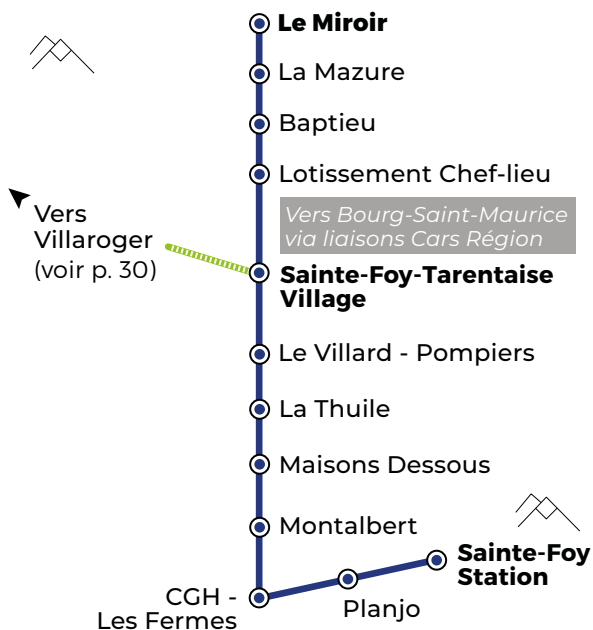 Le Miroir
La Mazure
Baptieu
Lotissement Chef-lieu
Vers
Villaroger
(voir p. 30)
Vers Bourg-Saint-Maurice
via liaisons Cars Région
Sainte-Foy-Tarentaise
Village
Le Villard - Pompiers
La Thuile
Maisons Dessous
Montalbert
Sainte-Foy
Station
CGH -
Les Fermes
Planjo